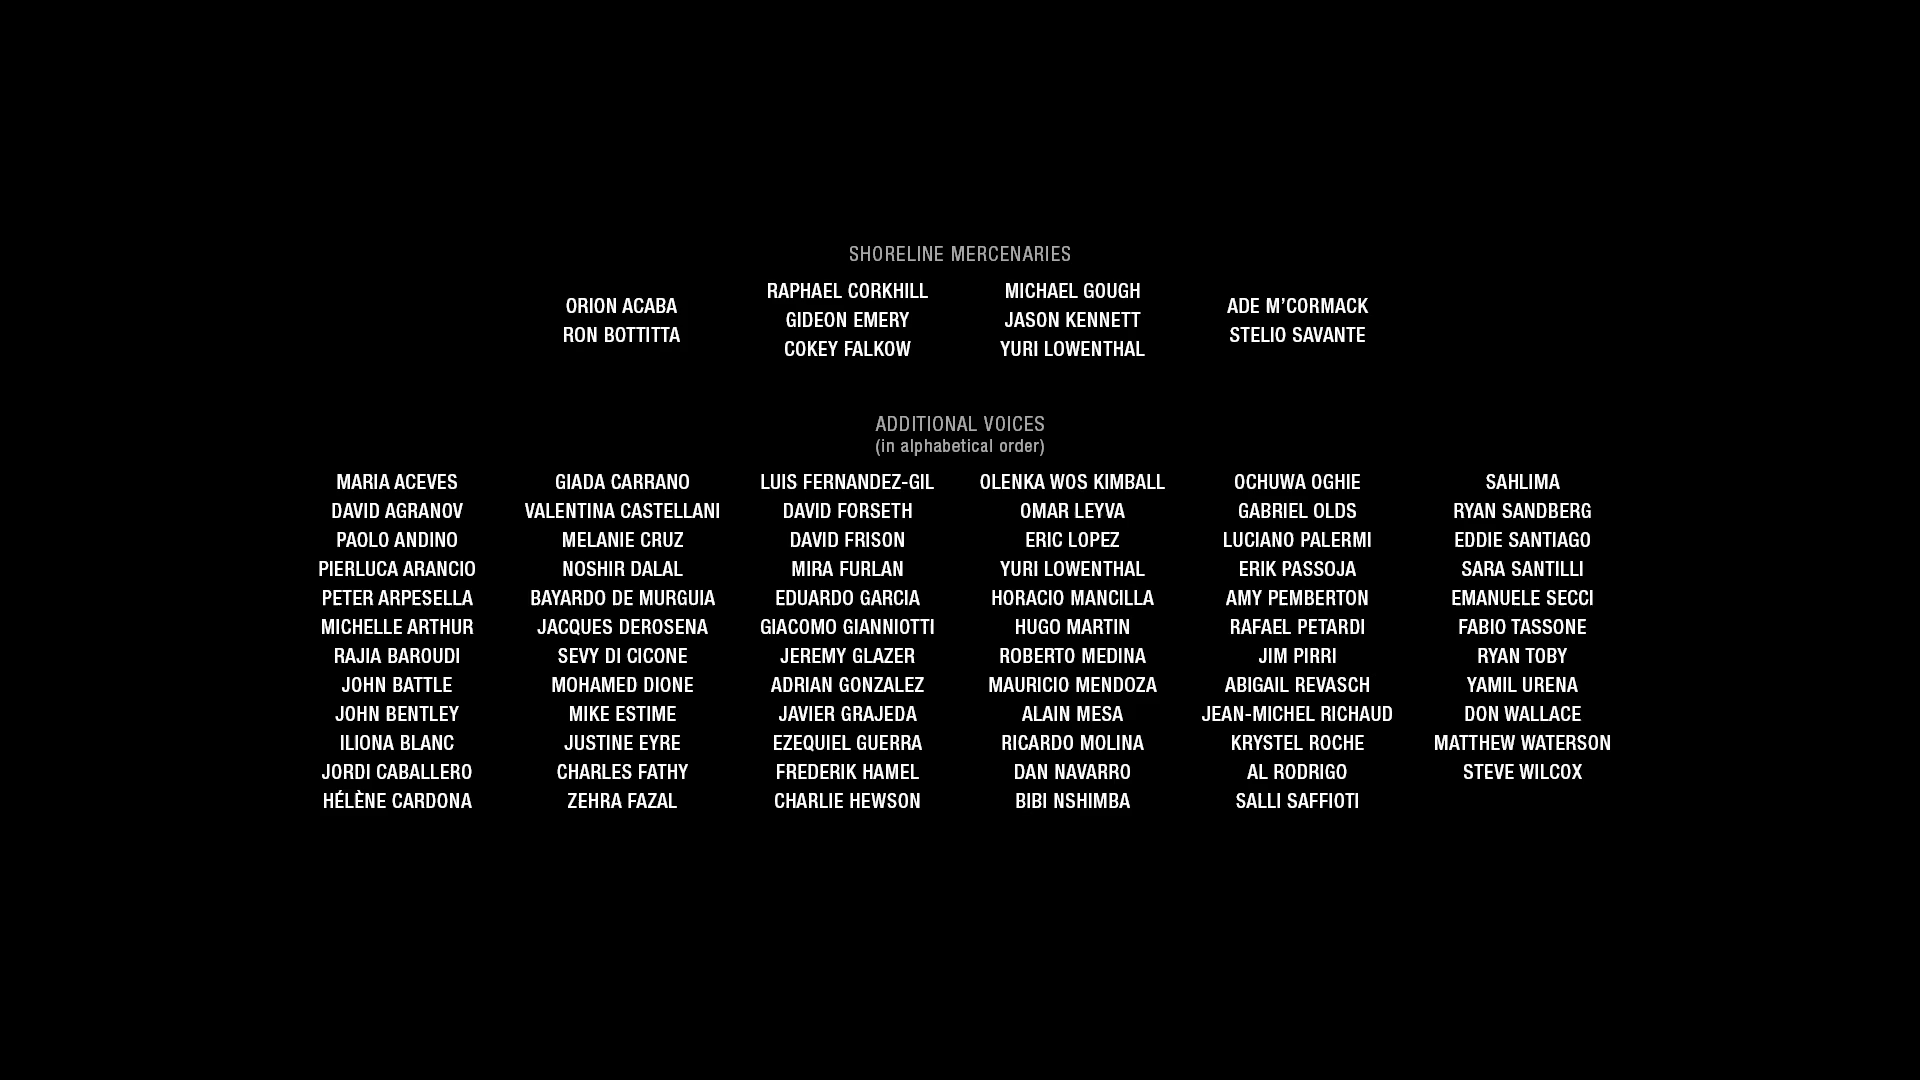 SHORELINE MERCENARIES
ORION ACABA
RON BOTTITTA
RAPHAEL CORKHILL
GIDEON EMERY
COKEY FALKOW
MICHAEL GOUGH
JASON KENNETT
YURI LOWENTHAL
ADE M'CORMACK
STELIO SAVANTE
ADDITIONAL VOICES
(in alphabetical order)
MARIA ACEVES
DAVID AGRANOV
PAOLO ANDINO
PIERLUCA ARANCIO
PETER ARPESELLA
MICHELLE ARTHUR
RAJIA BAROUDI
JOHN BATTLE
JOHN BENTLEY
ILIONA BLANC
JORDI CABALLERO
HÉLÈNE CARDONA
GIADA CARRANO
VALENTINA CASTELLANI
MELANIE CRUZ
NOSHIR DALAL
BAYARDO DE MURGUIA
JACQUES DEROSENA
SEVY DI CICONE
MOHAMED DIONE
MIKE ESTIME
JUSTINE EYRE
CHARLES FATHY
ZEHRA FAZAL
LUIS FERNANDEZ-GIL
DAVID FORSETH
DAVID FRISON
MIRA FURLAN
EDUARDO GARCIA
GIACOMO GIANNIOTTI
JEREMY GLAZER
ADRIAN GONZALEZ
JAVIER GRAJEDA
EZEQUIEL GUERRA
FREDERIK HAMEL
CHARLIE HEWSON
OLENKA WOS KIMBALL
OMAR LEYVA
ERIC LOPEZ
YURI LOWENTHAL
HORACIO MANCILLA
HUGO MARTIN
ROBERTO MEDINA
MAURICIO MENDOZA
ALAIN MESA
RICARDO MOLINA
DAN NAVARRO
BIBI NSHIMBA
OCHUWA OGHIE
GABRIEL OLDS
LUCIANO PALERMI
ERIK PASSOJA
AMY PEMBERTON
RAFAEL PETARDI
JIM PIRRI
ABIGAIL REVASCH
JEAN-MICHEL RICHAUD
KRYSTEL ROCHE
AL RODRIGO
SALLI SAFFIOTI
SAHLIMA
RYAN SANDBERG
EDDIE SANTIAGO
SARA SANTILLI
EMANUELE SECCI
FABIO TASSONE
RYAN TOBY
YAMIL URENA
DON WALLACE
MATTHEW WATERSON
STEVE WILCOX